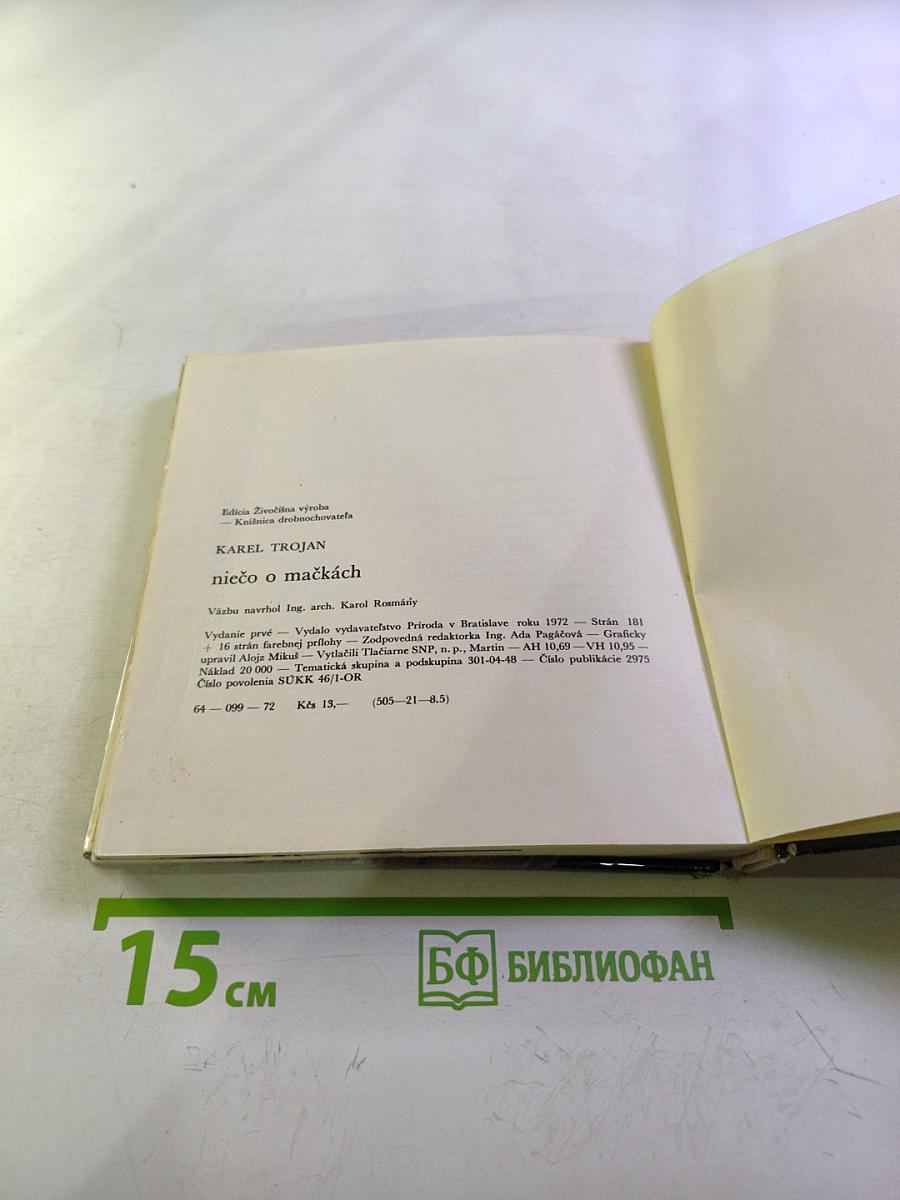 Edícia Živočíšna výroba
— Knižnica drobnochovateľa
KAREL TROJAN
niečo o mačkách
Väzbu navrhol Ing. arch. Karol Rosmány
Vydanie prvé — Vydalo vydavateľstvo Príroda v Bratislave roku 1972 — Strán 181
+ 16 strán farebnej prílohy — Zodpovedná redaktorka Ing. Ada Pagáčová — Graficky
upravil Alojz Mikuš — Vytlačili Tlačiarne SNP, n. p., Martin — AH 10,69 — VH 10,95 —
Náklad 20 000 — Tematická skupina a podskupina 301-04-48 — Číslo publikácie 2975
Číslo povolenia SÚKK 46/1-OR
64 — 099 — 72 Kčs 13,— (505—21—8.5)
15 см
БФ БИБЛИОФАН